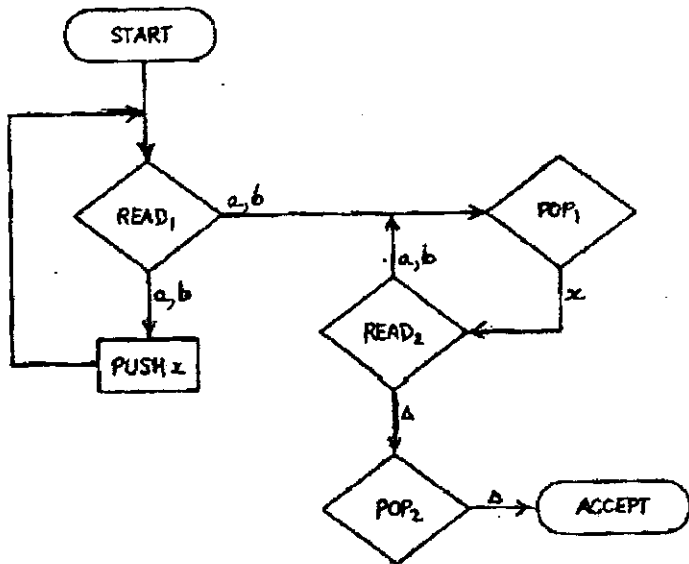 START
READ₁
a,b
POP₁
a,b
a,b
x
READ₂
PUSH x
Δ
POP₂
Δ
ACCEPT